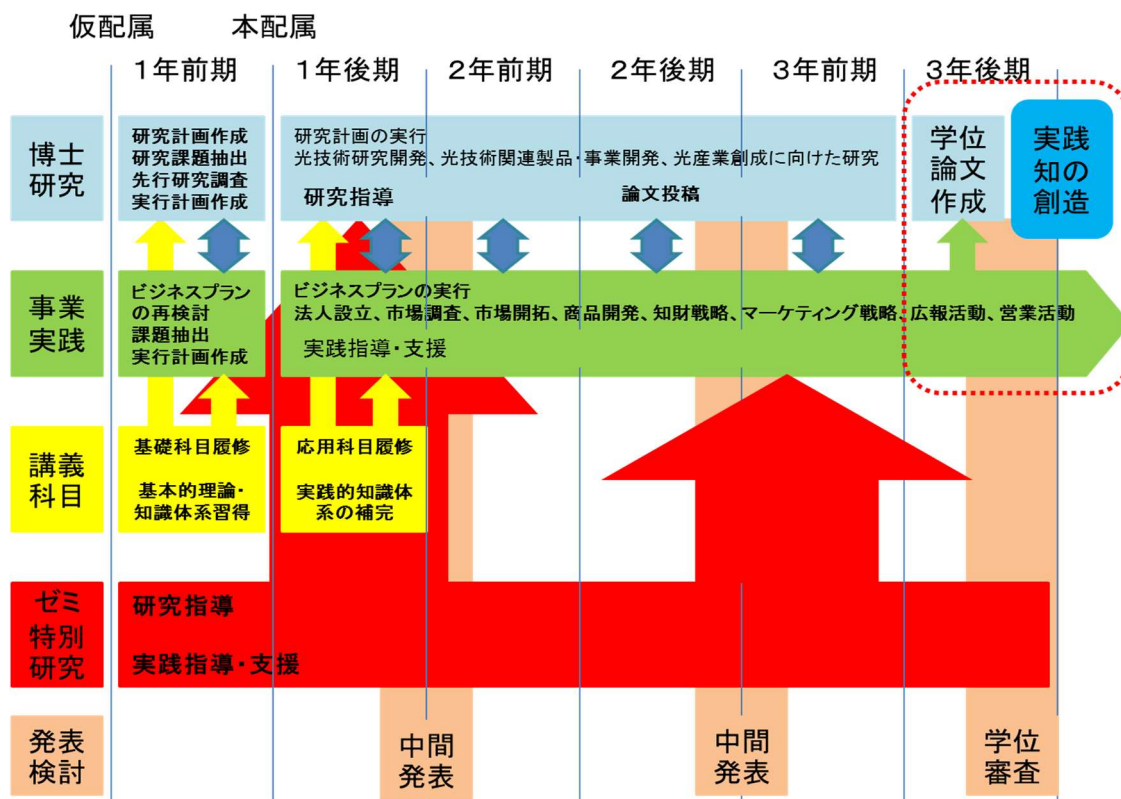 仮配属
本配属
1年前期
1年後期
2年前期
2年後期
3年前期
3年後期
博士
研究
研究計画作成
研究課題抽出
先行研究調査
実行計画作成
研究計画の実行
光技術研究開発、光技術関連製品・事業開発、光産業創成に向けた研究
研究指導
論文投稿
学位
論文
作成
実践
知の
創造
事業
実践
ビジネスプラン
の再検討
課題抽出
実行計画作成
ビジネスプランの実行
法人設立、市場調査、市場開拓、商品開発、知財戦略、マーケティング戦略、広報活動、営業活動
実践指導・支援
講義
科目
基礎科目履修
基本的理論・
知識体系習得
応用科目履修
実践的知識体
系の補完
ゼミ
特別
研究
研究指導
実践指導・支援
発表
検討
中間
発表
中間
発表
学位
審査